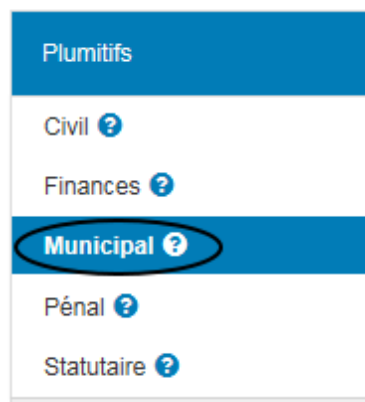 Plumitifs
Civil ?
Finances ?
Municipal ?
Pénal ?
Statutaire ?